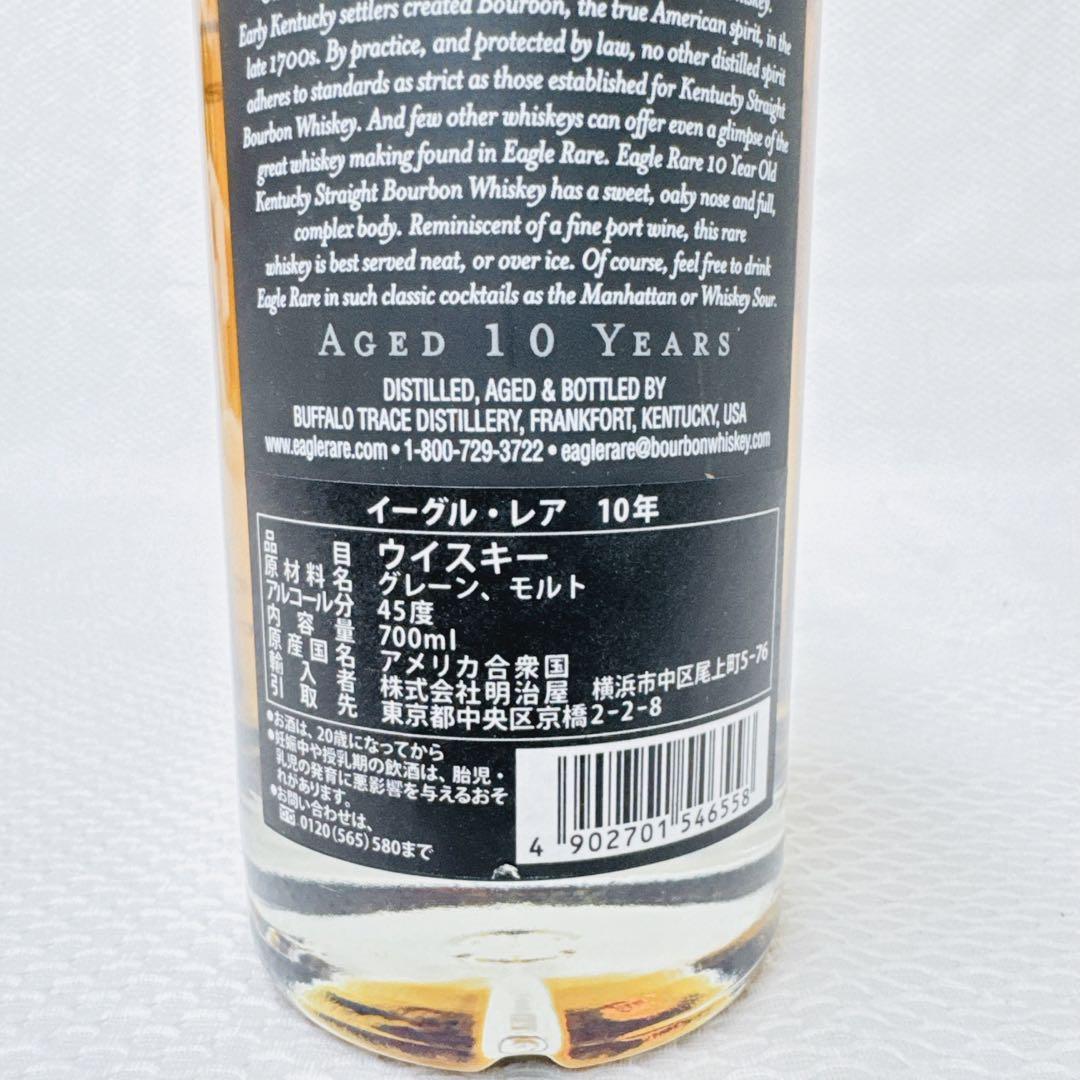 Whiskey.
Early Kentucky settlers created Bourbon, the true American spirit, in the
late 1700s. By practice, and protected by law, no other distilled spirit
adheres to standards as strict as those established for Kentucky Straight
Bourbon Whiskey. And few other whiskeys can offer even a glimpse of the
great whiskey making found in Eagle Rare. Eagle Rare 10 Year Old
Kentucky Straight Bourbon Whiskey has a sweet, oaky nose and full,
complex body. Reminiscent of a fine port wine, this rare
whiskey is best served neat, or over ice. Of course, feel free to drink
Eagle Rare in such classic cocktails as the Manhattan or Whiskey Sour.
AGED 10 YEARS
DISTILLED, AGED & BOTTLED BY
BUFFALO TRACE DISTILLERY, FRANKFORT, KENTUCKY, USA
www.eaglerare.com • 1-800-729-3722 • eaglerare@bourbonwhiskey.com
イーグル・レア 10年
品目 ウイスキー
原材料名 グレーン、モルト
アルコール分 45度
内容量 700ml
原産国名 アメリカ合衆国
輸入者 株式会社明治屋 横浜市中区尾上町5-76
引取先 東京都中央区京橋2-2-8
●お酒は、20歳になってから
●妊娠中や授乳期の飲酒は、胎児・
乳児の発育に悪影響を与えるおそ
れがあります。
●お問い合わせは、
0120(565)580まで
4 902701 546558